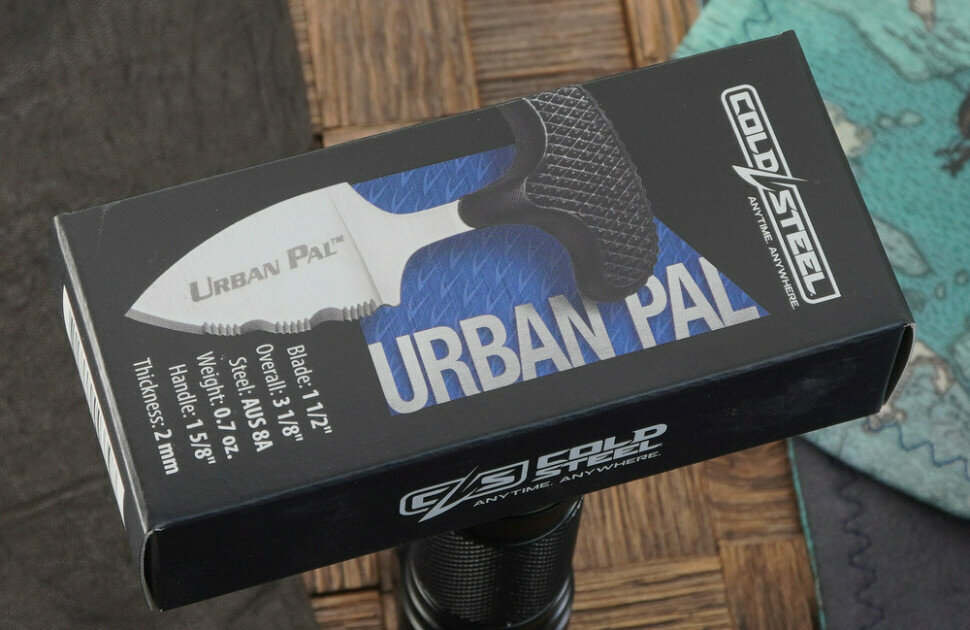 COLD STEEL
ANYTIME. ANYWHERE.
URBAN PAL™
URBAN PAL
Blade: 1 1/2"
Overall: 3 1/8"
Steel: AUS 8A
Weight: 0.7 oz.
Handle: 1 5/8"
Thickness: 2 mm
C/S COLD
STEEL
ANYTIME. ANYWHERE.